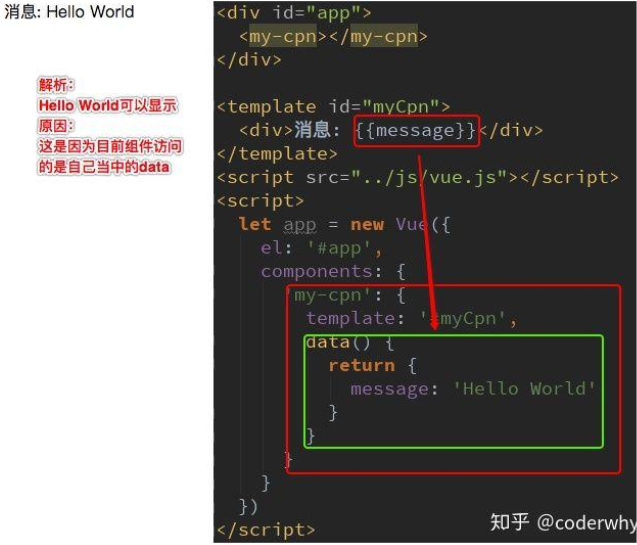 消息: Hello World
解析：
Hello World可以显示
原因：
这是因为目前组件访问
的是自己当中的data
<div id="app">
<my-cpn></my-cpn>
</div>
<template id="myCpn">
<div>消息: {{message}}</div>
</template>
<script src="../js/vue.js"></script>
<script>
let app = new Vue({
el: '#app',
components: {
'my-cpn': {
template: '#myCpn',
data() {
return {
message: 'Hello World'
}
}
}
}
})
</script>
知乎 @coderwhy